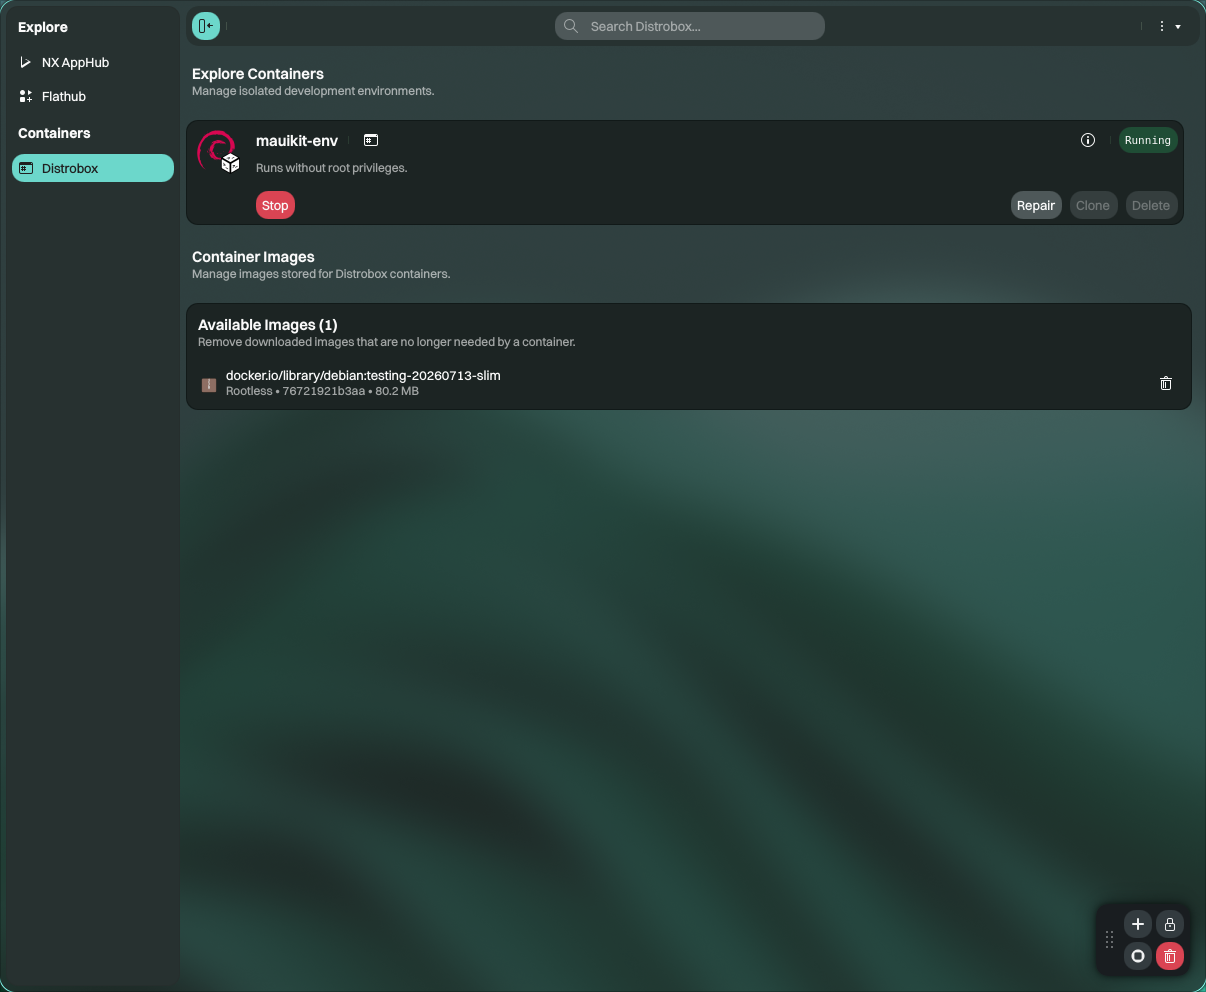 Explore
NX AppHub
Flathub
Containers
Distrobox
Search Distrobox...
Explore Containers
Manage isolated development environments.
mauikit-env
Running
Runs without root privileges.
Stop
Repair
Clone
Delete
Container Images
Manage images stored for Distrobox containers.
Available Images (1)
Remove downloaded images that are no longer needed by a container.
docker.io/library/debian:testing-20260713-slim
Rootless • 76721921b3aa • 80.2 MB